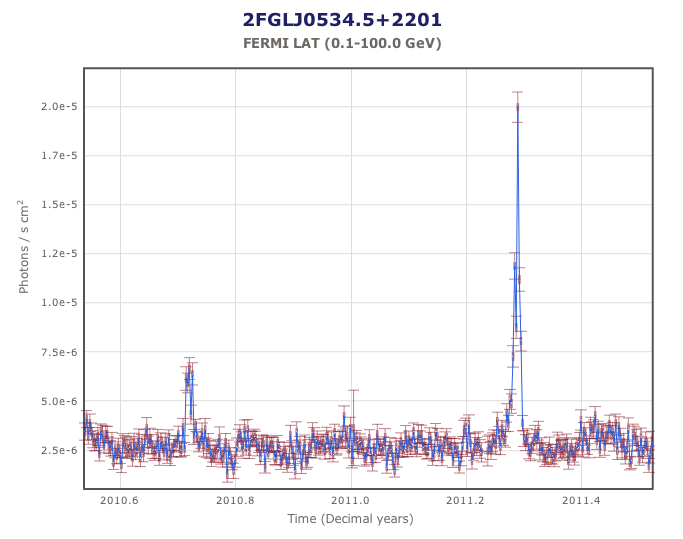 2FGLJ0534.5+2201
FERMI LAT (0.1-100.0 GeV)
Photons / s cm²
2.0e-5
1.7e-5
1.5e-5
1.2e-5
1.0e-5
7.5e-6
5.0e-6
2.5e-6
2010.6 2010.8 2011.0 2011.2 2011.4
Time (Decimal years)